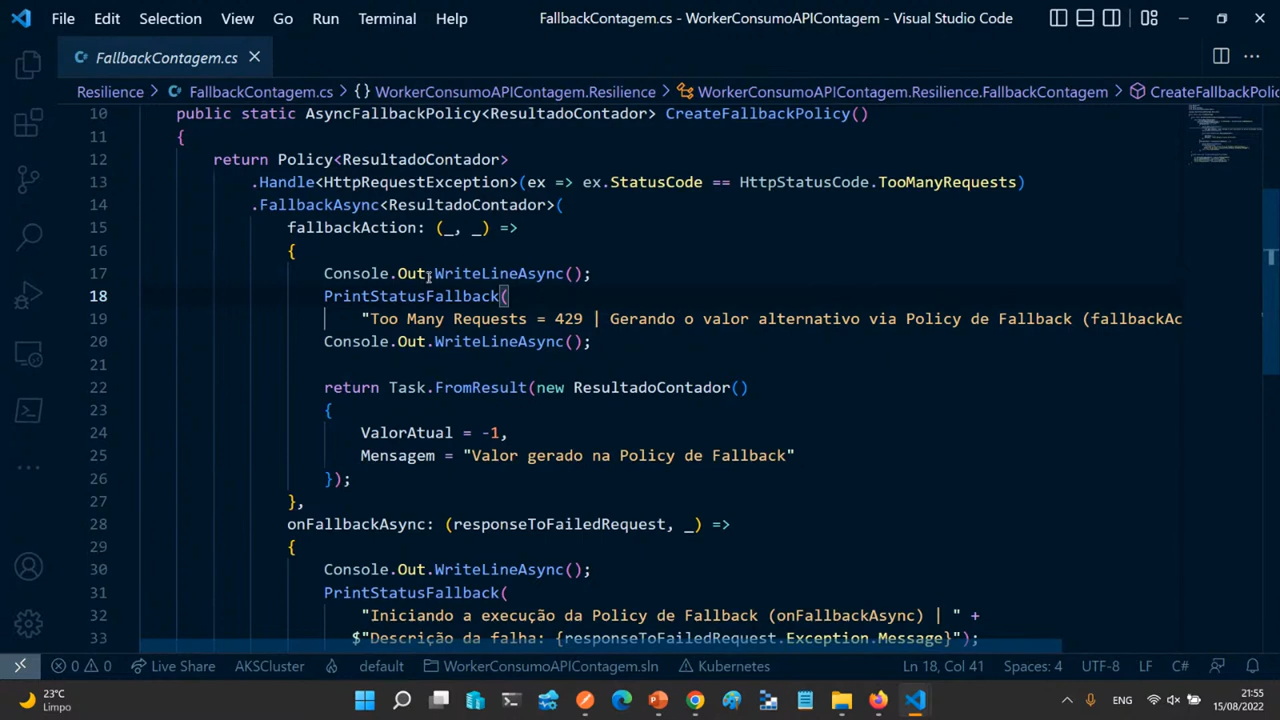 File Edit Selection View Go Run Terminal Help FallbackContagem.cs - WorkerConsumoAPIContagem - Visual Studio Code
FallbackContagem.cs
Resilience > FallbackContagem.cs > {} WorkerConsumoAPIContagem.Resilience > WorkerConsumoAPIContagem.Resilience.FallbackContagem > CreateFallbackPolic
10 public static AsyncFallbackPolicy<ResultadoContador> CreateFallbackPolicy()
11 {
12 return Policy<ResultadoContador>
13 .Handle<HttpRequestException>(ex => ex.StatusCode == HttpStatusCode.TooManyRequests)
14 .FallbackAsync<ResultadoContador>(
15 fallbackAction: (_, _) =>
16 {
17 Console.Out.WriteLineAsync();
18 PrintStatusFallback(
19 "Too Many Requests = 429 | Gerando o valor alternativo via Policy de Fallback (fallbackAc
20 Console.Out.WriteLineAsync();
21
22 return Task.FromResult(new ResultadoContador()
23 {
24 ValorAtual = -1,
25 Mensagem = "Valor gerado na Policy de Fallback"
26 });
27 },
28 onFallbackAsync: (responseToFailedRequest, _) =>
29 {
30 Console.Out.WriteLineAsync();
31 PrintStatusFallback(
32 "Iniciando a execução da Policy de Fallback (onFallbackAsync) | " +
33 $"Descrição da falha: {responseToFailedRequest.Exception.Message}");
0 0 Live Share AKSCluster default WorkerConsumoAPIContagem.sln Kubernetes Ln 18, Col 41 Spaces: 4 UTF-8 LF C#
23°C
Limpo
ENG 21:55
15/08/2022